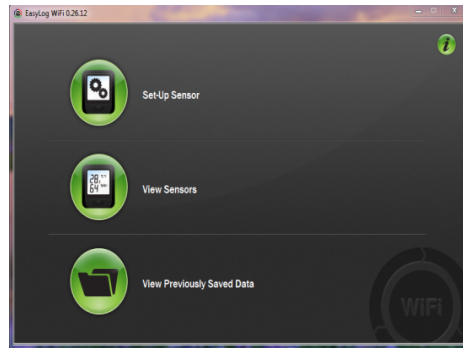 EasyLog WiFi 0.26.12
i
Set-Up Sensor
View Sensors
View Previously Saved Data
WiFi